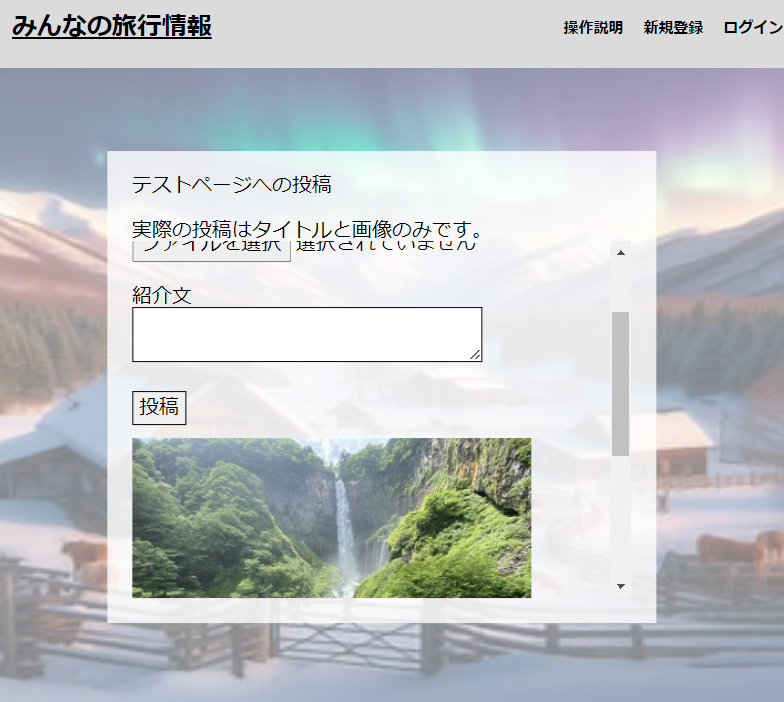 みんなの旅行情報
操作説明 新規登録 ログイン
テストページへの投稿
実際の投稿はタイトルと画像のみです。
ファイルを選択 選択されていません
紹介文
投稿